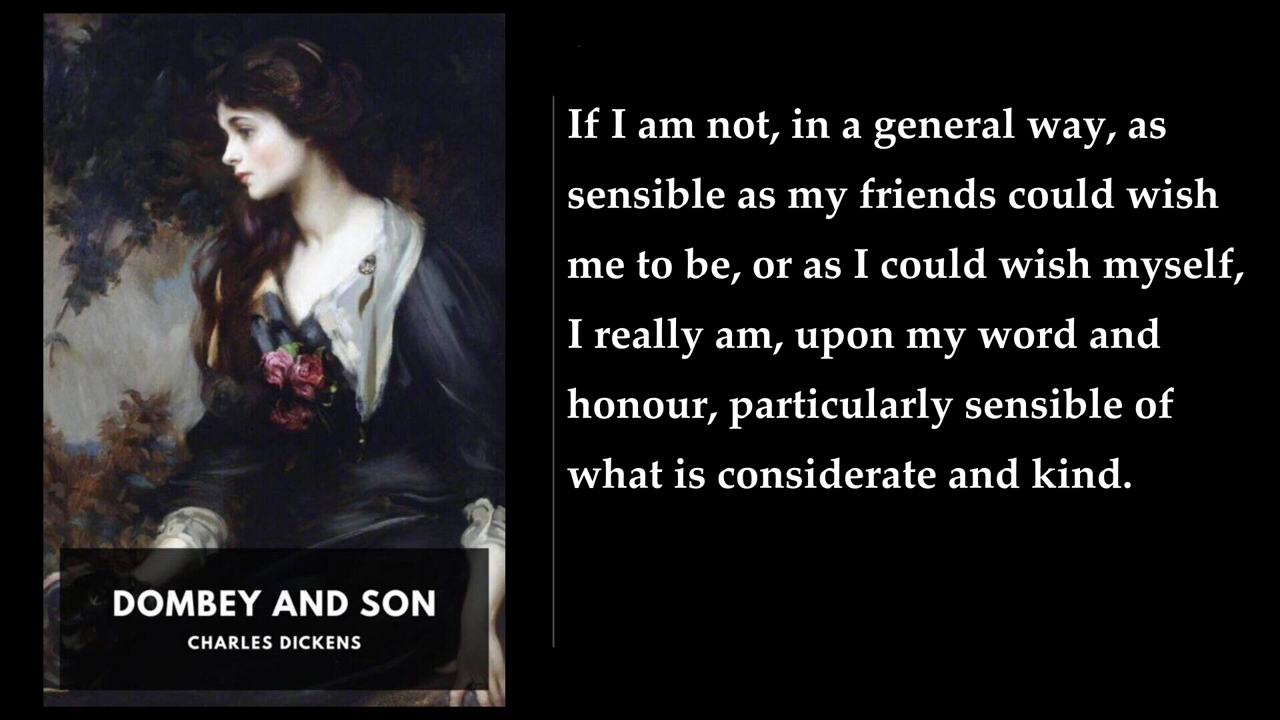 If I am not, in a general way, as
sensible as my friends could wish
me to be, or as I could wish myself,
I really am, upon my word and
honour, particularly sensible of
what is considerate and kind.
DOMBEY AND SON
CHARLES DICKENS